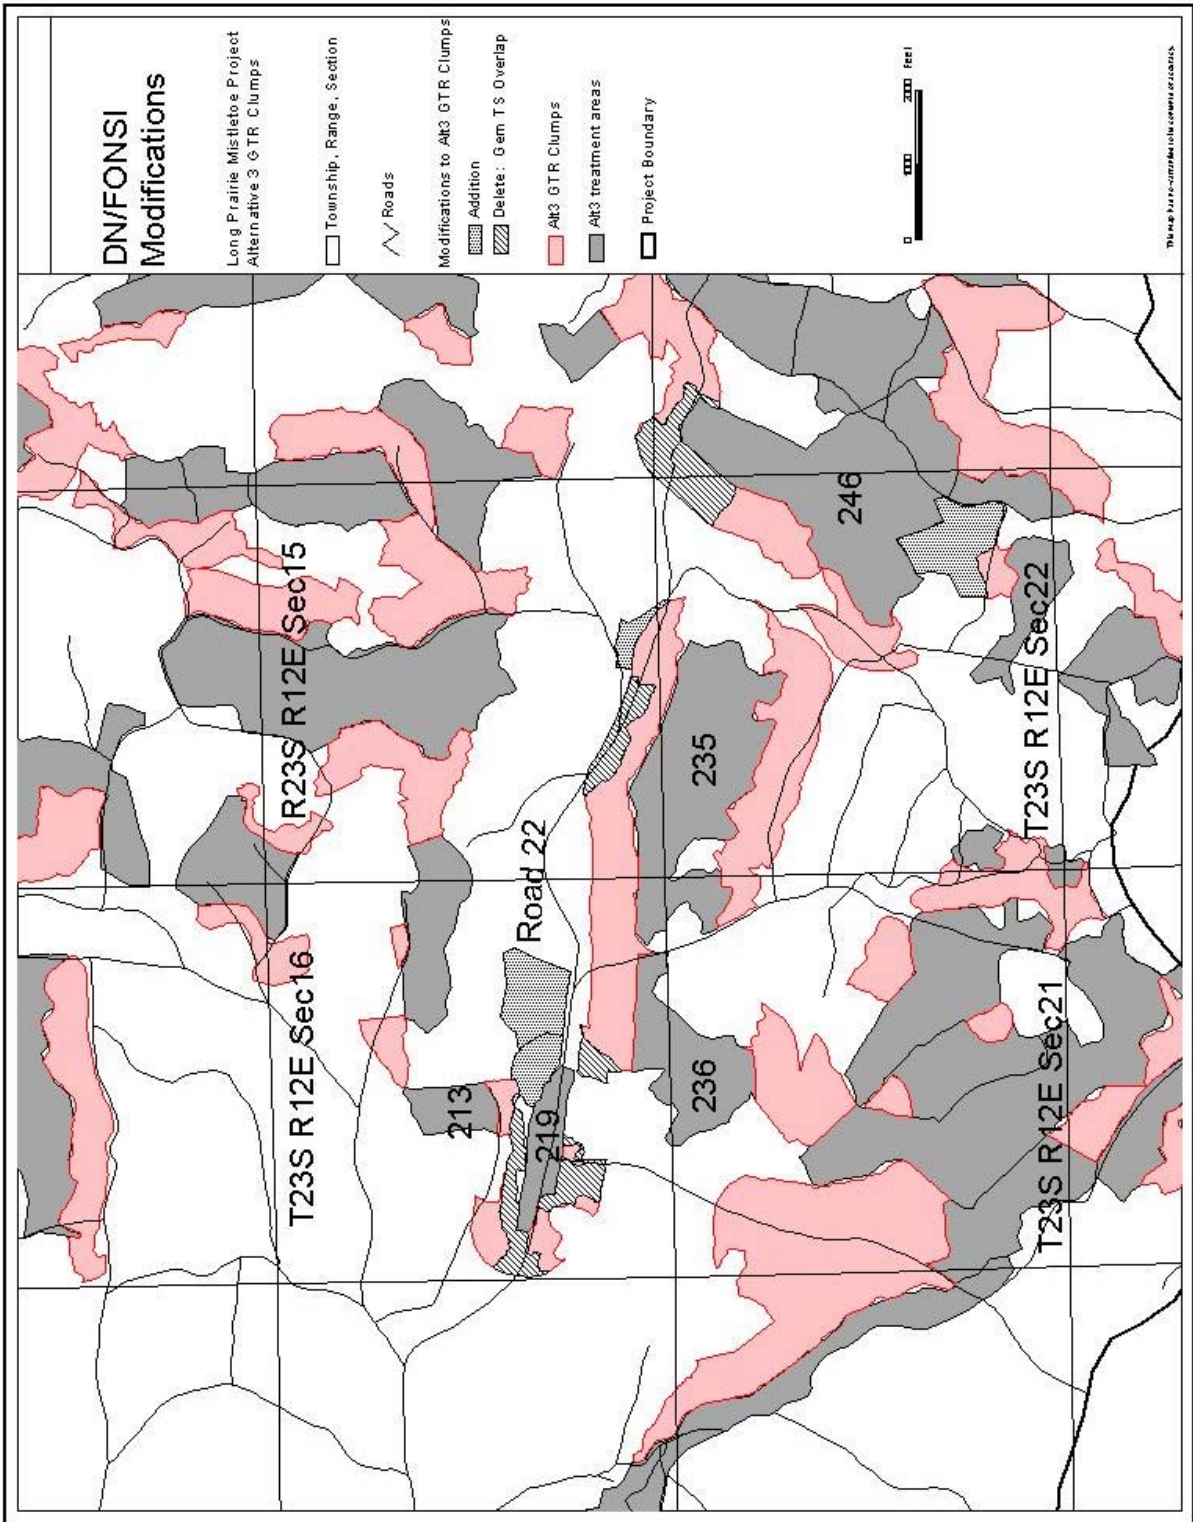 DN/FONSI
Modifications
Long Prairie Mistletoe Project
Alternative 3 GTR Clumps
Township, Range, Section
Roads
Modifications to Alt3 GTR Clumps
Addition
Delete: Gem TS Overlap
Alt3 GTR Clumps
Alt3 treatment areas
Project Boundary
0
Feet
R23S R12E Sec15
T23S R12E Sec16
Road 22
213
219
235
236
246
T23S R12E Sec22
T23S R12E Sec21